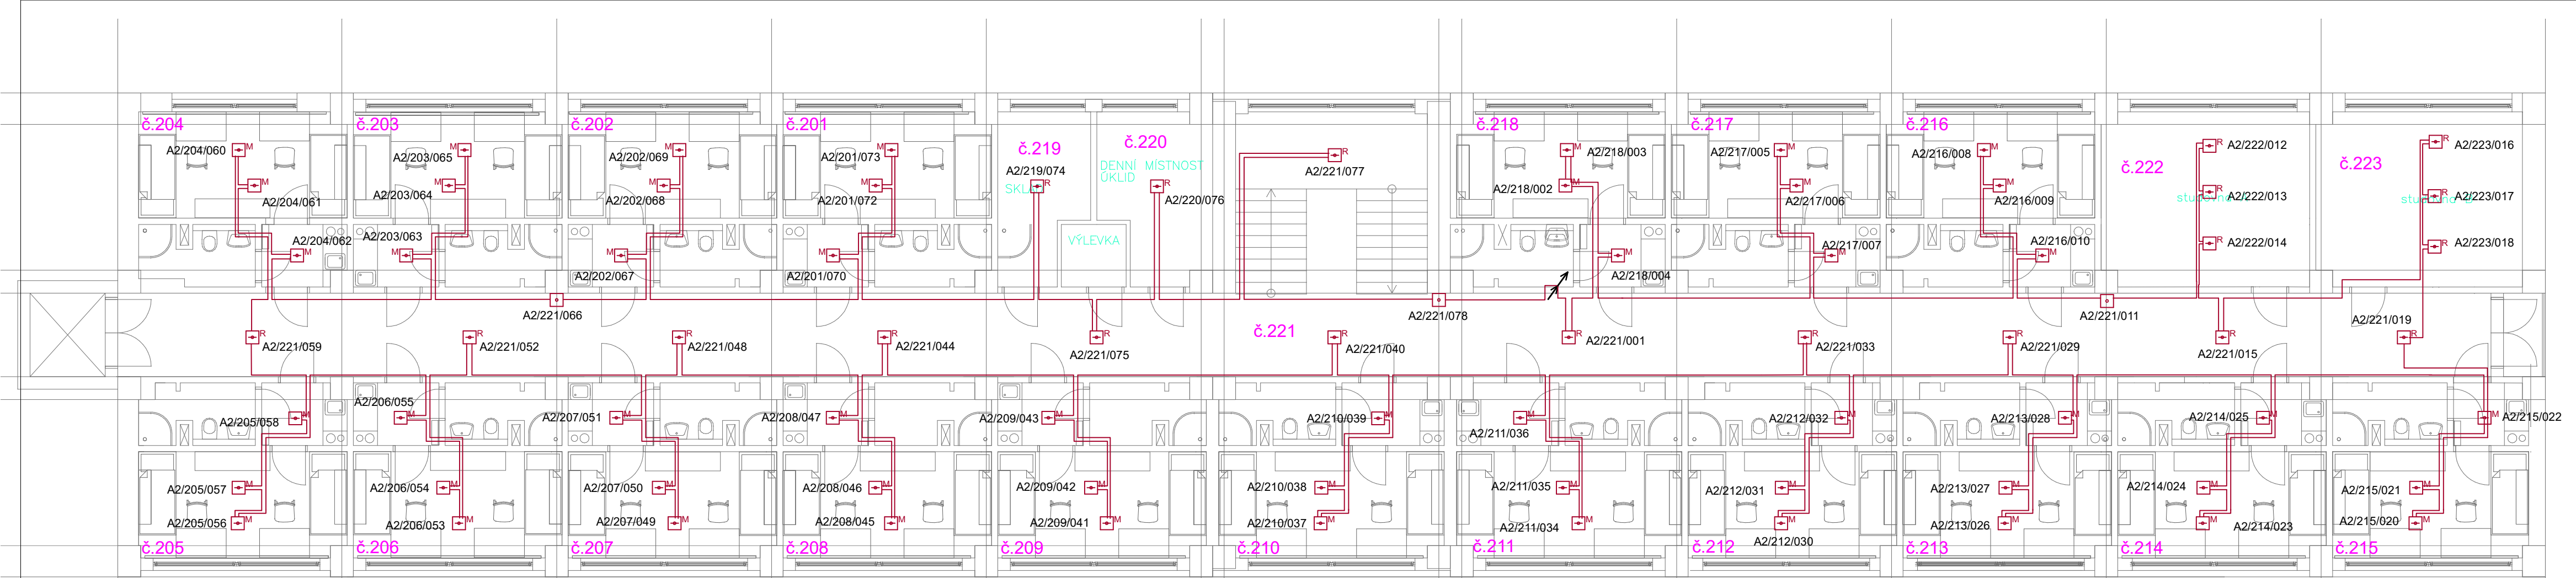 č.204
A2/204/060
M
M
A2/204/061
A2/204/062
M
č.203
A2/203/065
M
M
A2/203/064
A2/203/063
M
č.202
A2/202/069
M
M
A2/202/068
M
A2/202/067
č.201
A2/201/073
M
M
A2/201/072
M
A2/201/070
č.219
A2/219/074
R
č.220
DENNÍ MÍSTNOST
ÚKLID
R
A2/220/076
VÝLEVKA
R
A2/221/077
č.218
M
A2/218/003
A2/218/002
M
M
A2/218/004
č.217
A2/217/005
M
M
A2/217/006
A2/217/007
M
č.216
A2/216/008
M
M
A2/216/009
A2/216/010
M
č.222
R
A2/222/012
R
A2/222/013
R
A2/222/014
č.223
R
A2/223/016
R
A2/223/017
R
A2/223/018
A2/221/066
A2/221/078
A2/221/011
R
A2/221/059
R
A2/221/052
R
A2/221/048
R
A2/221/044
R
A2/221/075
č.221
R
A2/221/040
R
A2/221/001
R
A2/221/033
R
A2/221/029
R
A2/221/015
A2/221/019
R
A2/205/058
M
A2/205/057
M
A2/205/056
M
č.205
A2/206/055
M
A2/206/054
M
A2/206/053
M
č.206
A2/207/051
M
A2/207/050
M
A2/207/049
M
č.207
A2/208/047
M
A2/208/046
M
A2/208/045
M
č.208
A2/209/043
M
A2/209/042
M
A2/209/041
M
č.209
A2/210/039
M
A2/210/038
M
A2/210/037
M
č.210
M
A2/211/036
A2/211/035
M
A2/211/034
M
č.211
A2/212/032
M
A2/212/031
M
M
A2/212/030
č.212
A2/213/028
M
A2/213/027
M
A2/213/026
M
č.213
A2/214/025
M
A2/214/024
M
M
A2/214/023
č.214
M
A2/215/022
A2/215/021
M
A2/215/020
M
č.215